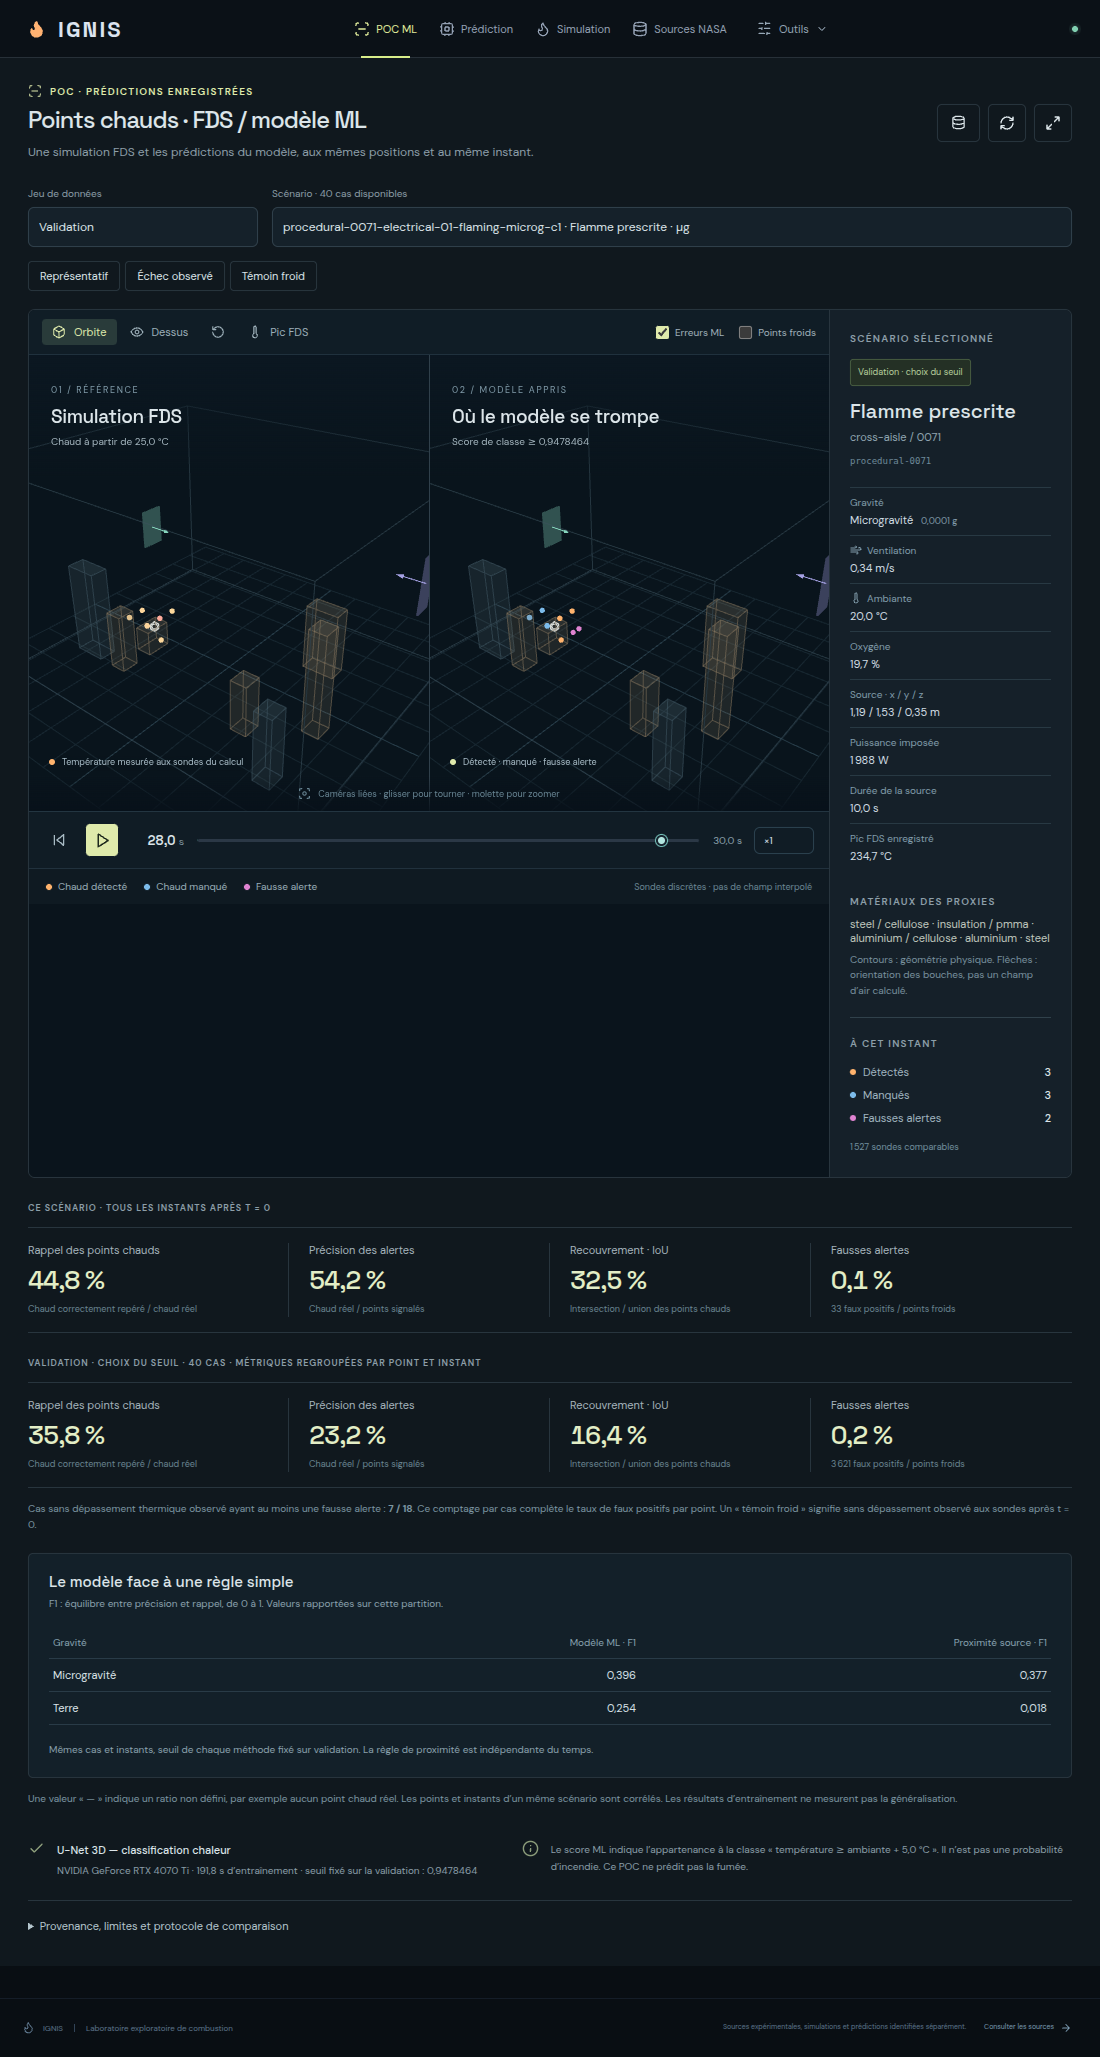 IGNIS
POC ML
Prédiction
Simulation
Sources NASA
Outils
POC · PRÉDICTIONS ENREGISTRÉES
Points chauds · FDS / modèle ML
Une simulation FDS et les prédictions du modèle, aux mêmes positions et au même instant.
Jeu de données
Scénario · 40 cas disponibles
Validation
procedural-0071-electrical-01-flaming-microg-c1 · Flamme prescrite · µg
Représentatif
Échec observé
Témoin froid
Orbite
Dessus
Pic FDS
Erreurs ML
Points froids
01 / RÉFÉRENCE
Simulation FDS
Chaud à partir de 25,0 °C
02 / MODÈLE APPRIS
Où le modèle se trompe
Score de classe ≥ 0,9478464
Température mesurée aux sondes du calcul
Détecté · manqué · fausse alerte
Caméras liées · glisser pour tourner · molette pour zoomer
28,0 s
30,0 s
×1
Chaud détecté
Chaud manqué
Fausse alerte
Sondes discrètes · pas de champ interpolé
SCÉNARIO SÉLECTIONNÉ
Validation · choix du seuil
Flamme prescrite
cross-aisle / 0071
procedural-0071
Gravité
Microgravité 0,0001 g
Ventilation
0,34 m/s
Ambiante
20,0 °C
Oxygène
19,7 %
Source · x / y / z
1,19 / 1,53 / 0,35 m
Puissance imposée
1 988 W
Durée de la source
10,0 s
Pic FDS enregistré
234,7 °C
MATÉRIAUX DES PROXIES
steel / cellulose · insulation / pmma ·
aluminium / cellulose · aluminium · steel
Contours : géométrie physique. Flèches :
orientation des bouches, pas un champ
d’air calculé.
À CET INSTANT
Détectés 3
Manqués 3
Fausses alertes 2
1 527 sondes comparables
CE SCÉNARIO · TOUS LES INSTANTS APRÈS T = 0
Rappel des points chauds
44,8 %
Chaud correctement repéré / chaud réel
Précision des alertes
54,2 %
Chaud réel / points signalés
Recouvrement · IoU
32,5 %
Intersection / union des points chauds
Fausses alertes
0,1 %
33 faux positifs / points froids
VALIDATION · CHOIX DU SEUIL · 40 CAS · MÉTRIQUES REGROUPÉES PAR POINT ET INSTANT
Rappel des points chauds
35,8 %
Chaud correctement repéré / chaud réel
Précision des alertes
23,2 %
Chaud réel / points signalés
Recouvrement · IoU
16,4 %
Intersection / union des points chauds
Fausses alertes
0,2 %
3 621 faux positifs / points froids
Cas sans dépassement thermique observé ayant au moins une fausse alerte : 7 / 18. Ce comptage par cas complète le taux de faux positifs par point. Un « témoin froid » signifie sans dépassement observé aux sondes après t =
0.
Le modèle face à une règle simple
F1 : équilibre entre précision et rappel, de 0 à 1. Valeurs rapportées sur cette partition.
Gravité Modèle ML · F1 Proximité source · F1
Microgravité 0,396 0,377
Terre 0,254 0,018
Mêmes cas et instants, seuil de chaque méthode fixé sur validation. La règle de proximité est indépendante du temps.
Une valeur « — » indique un ratio non défini, par exemple aucun point chaud réel. Les points et instants d’un même scénario sont corrélés. Les résultats d’entraînement ne mesurent pas la généralisation.
U-Net 3D — classification chaleur
NVIDIA GeForce RTX 4070 Ti · 191,8 s d’entraînement · seuil fixé sur la validation : 0,9478464
Le score ML indique l’appartenance à la classe « température ≥ ambiante + 5,0 °C ». Il n’est pas une probabilité
d’incendie. Ce POC ne prédit pas la fumée.
Provenance, limites et protocole de comparaison
IGNIS | Laboratoire exploratoire de combustion
Sources expérimentales, simulations et prédictions identifiées séparément.
Consulter les sources